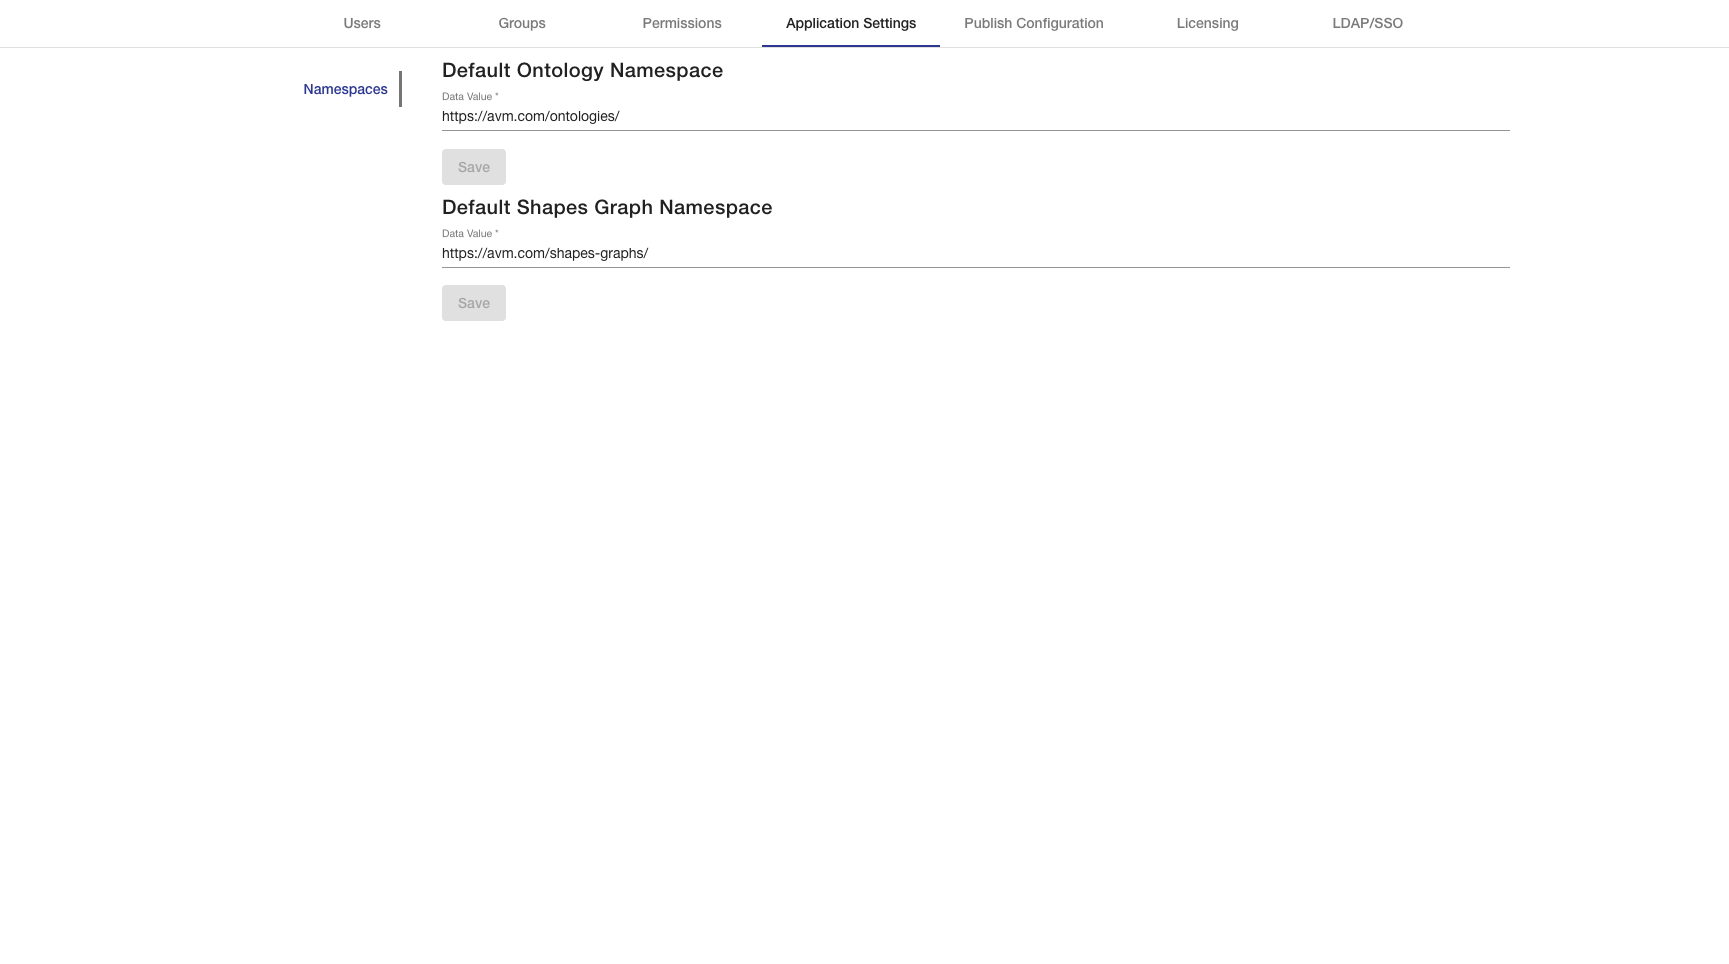 Users Groups Permissions Application Settings Publish Configuration Licensing LDAP/SSO
Namespaces
Default Ontology Namespace
Data Value *
https://avm.com/ontologies/
Save
Default Shapes Graph Namespace
Data Value *
https://avm.com/shapes-graphs/
Save